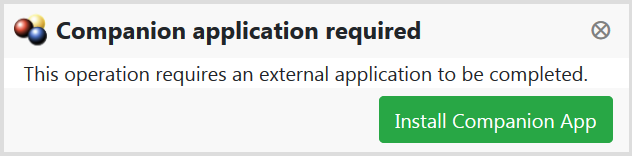 Companion application required
This operation requires an external application to be completed.
Install Companion App